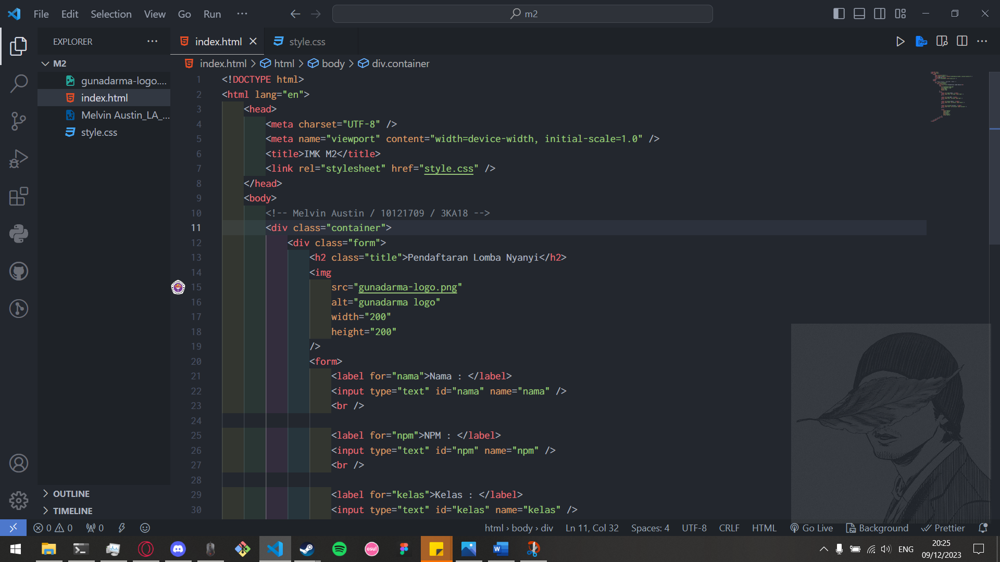 File Edit Selection View Go Run ··· m2
EXPLORER ···
M2
gunadarma-logo....
index.html
Melvin Austin_LA_...
style.css
OUTLINE
TIMELINE
index.html style.css
index.html > html > body > div.container
1 <!DOCTYPE html>
2 <html lang="en">
3 <head>
4 <meta charset="UTF-8" />
5 <meta name="viewport" content="width=device-width, initial-scale=1.0" />
6 <title>IMK M2</title>
7 <link rel="stylesheet" href="style.css" />
8 </head>
9 <body>
10 <!-- Melvin Austin / 10121709 / 3KA18 -->
11 <div class="container">
12 <div class="form">
13 <h2 class="title">Pendaftaran Lomba Nyanyi</h2>
14 <img
15 src="gunadarma-logo.png"
16 alt="gunadarma logo"
17 width="200"
18 height="200"
19 />
20 <form>
21 <label for="nama">Nama : </label>
22 <input type="text" id="nama" name="nama" />
23 <br />
24
25 <label for="npm">NPM : </label>
26 <input type="text" id="npm" name="npm" />
27 <br />
28
29 <label for="kelas">Kelas : </label>
30 <input type="text" id="kelas" name="kelas" />
0 0 0 html › body › div Ln 11, Col 32 Spaces: 4 UTF-8 CRLF HTML Go Live Background Prettier
osu! ENG 20:25
09/12/2023